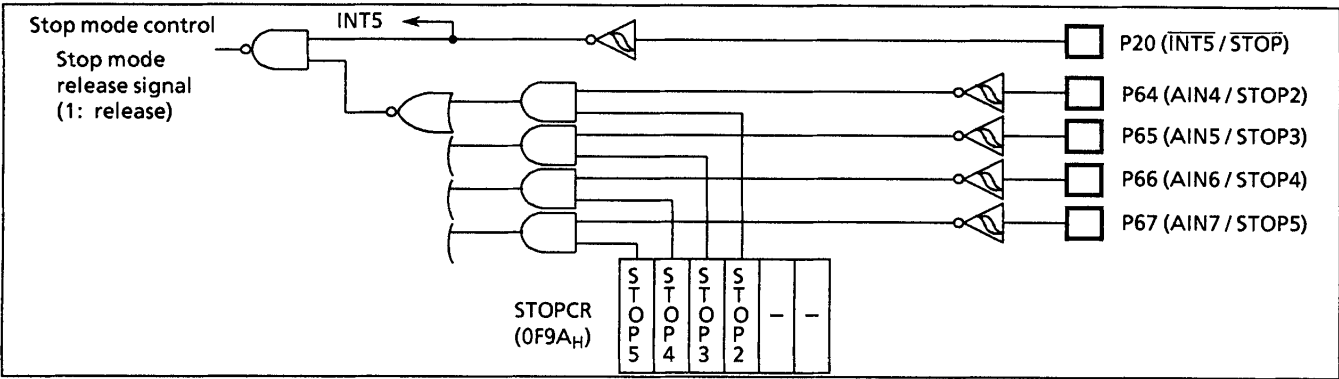 Stop mode control
INT5
P20 (INT5 / STOP)
Stop mode
release signal
(1: release)
P64 (AIN4 / STOP2)
P65 (AIN5 / STOP3)
P66 (AIN6 / STOP4)
P67 (AIN7 / STOP5)
STOPCR
(0F9AH)
STOP5
STOP4
STOP3
STOP2
–
–